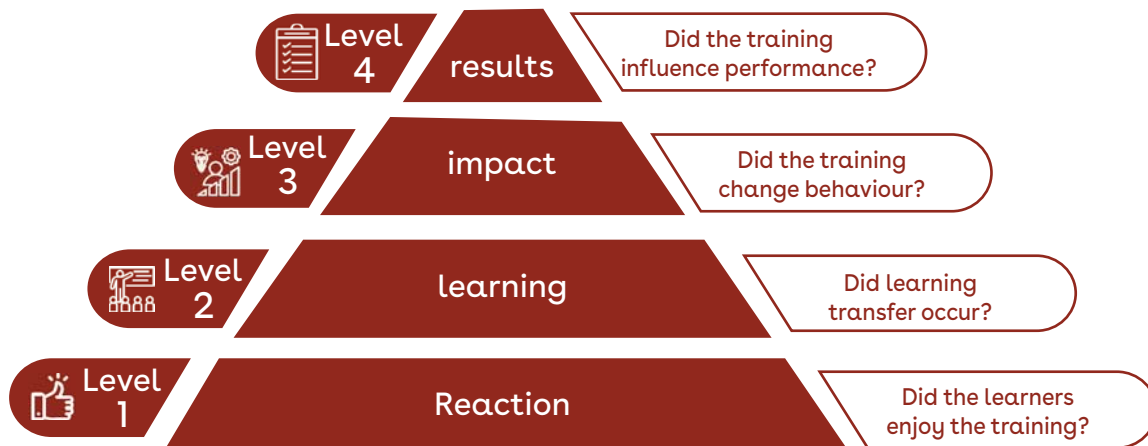 Level
4
results
Did the training
influence performance?
Level
3
impact
Did the training
change behaviour?
Level
2
learning
Did learning
transfer occur?
Level
1
Reaction
Did the learners
enjoy the training?